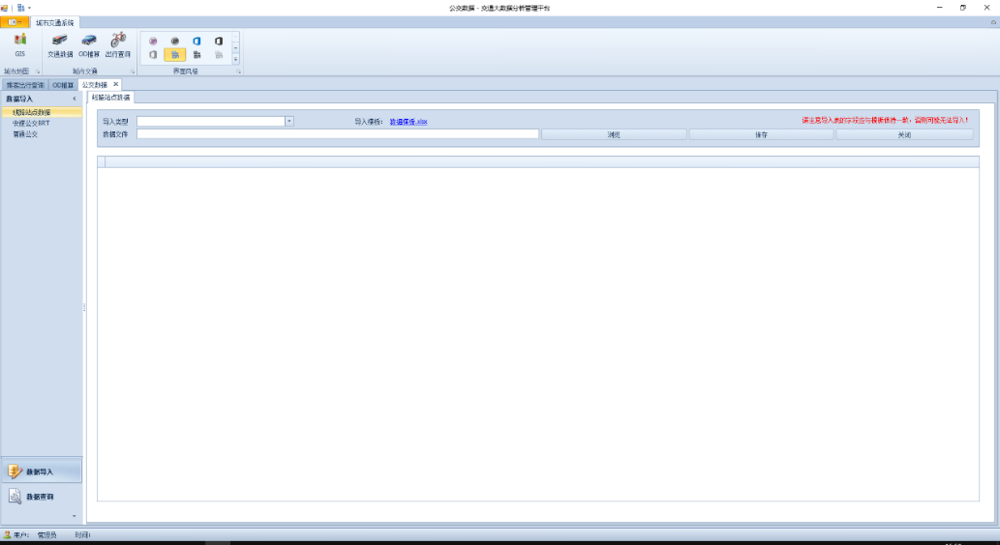 公交数据 - 交通大数据分析管理平台
城市交通系统
GIS
交通数据
OD推算
出行查询
城市地图
城市交通
界面风格
乘客出行查询
OD推算
公交数据
数据导入
线路站点数据
线路站点数据
快速公交BRT
普通公交
导入类型
导入模板:
数据模板.xlsx
请注意导入表的字段应与模板保持一致,否则可能无法导入!
数据文件
浏览
保存
关闭
数据导入
数据查询
用户:
管理员
时间: